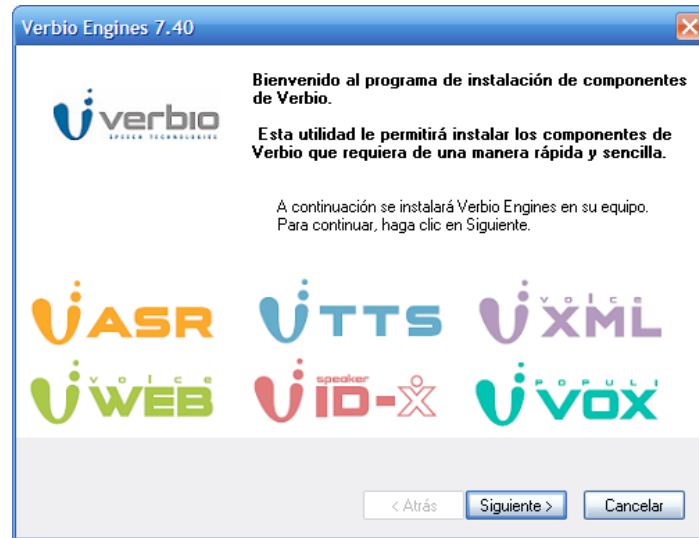 Verbio Engines 7.40
verbio
SPEECH TECHNOLOGIES
Bienvenido al programa de instalación de componentes
de Verbio.
Esta utilidad le permitirá instalar los componentes de
Verbio que requiera de una manera rápida y sencilla.
A continuación se instalará Verbio Engines en su equipo.
Para continuar, haga clic en Siguiente.
ASR
TTS
voice
XML
voice
WEB
speaker
ID-X
POPULI
VOX
< Atrás
Siguiente >
Cancelar